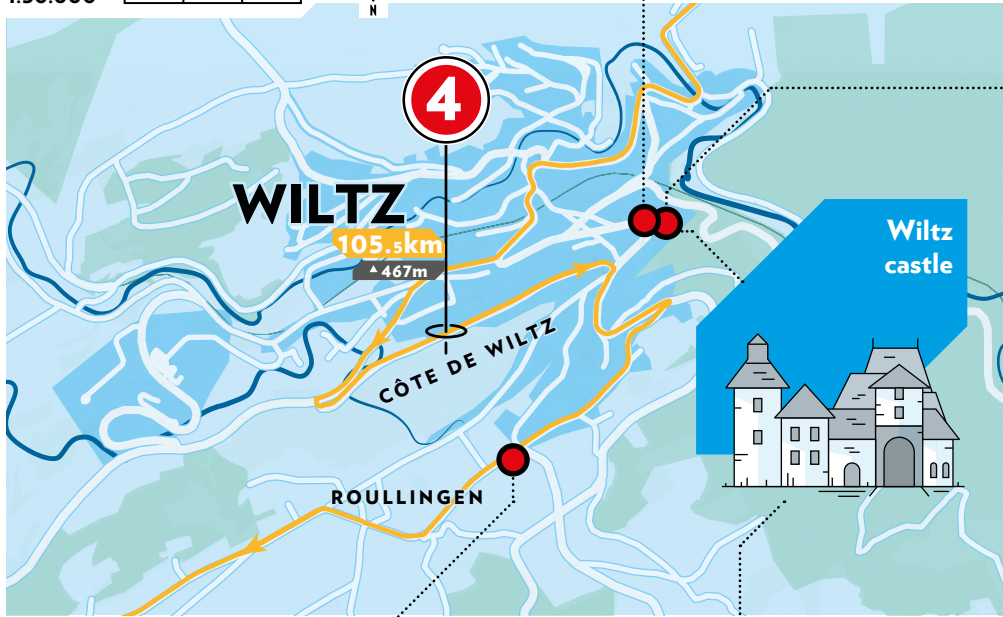 N
4
WILTZ
105.5km
▲467m
Wiltz
castle
CÔTE DE WILTZ
ROULLINGEN